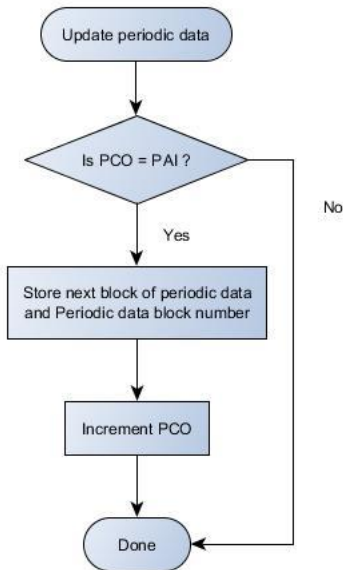 Update periodic data
Is PCO = PAI ?
No
Yes
Store next block of periodic data
and Periodic data block number
Increment PCO
Done